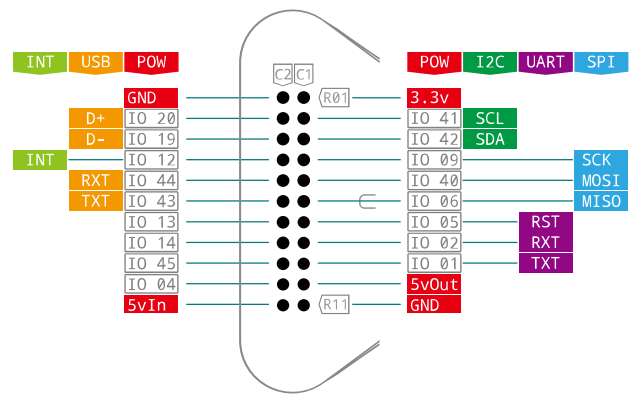 INT USB POW POW I2C UART SPI
C2 C1
GND R01 3.3v
D+ IO 20 IO 41 SCL
D- IO 19 IO 42 SDA
INT IO 12 IO 09 SCK
RXT IO 44 IO 40 MOSI
TXT IO 43 IO 06 MISO
IO 13 IO 05 RST
IO 14 IO 02 RXT
IO 45 IO 01 TXT
IO 04 5vOut
5vIn R11 GND